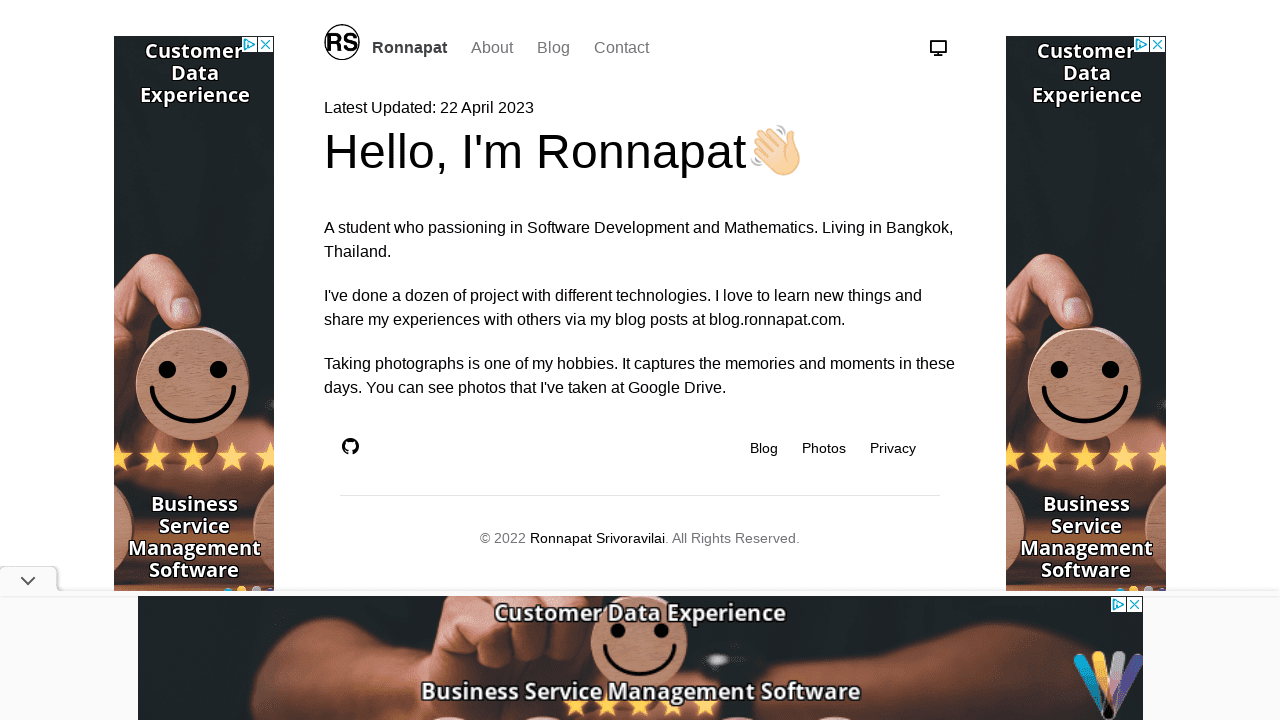 RS
Ronnapat
About
Blog
Contact
Latest Updated: 22 April 2023
Hello, I'm Ronnapat👋🏻
A student who passioning in Software Development and Mathematics. Living in Bangkok,
Thailand.
I've done a dozen of project with different technologies. I love to learn new things and
share my experiences with others via my blog posts at blog.ronnapat.com.
Taking photographs is one of my hobbies. It captures the memories and moments in these
days. You can see photos that I've taken at Google Drive.
Blog
Photos
Privacy
© 2022 Ronnapat Srivoravilai. All Rights Reserved.
Customer
Data
Experience
Business
Service
Management
Software
Customer
Data
Experience
Business
Service
Management
Software
Customer Data Experience
Business Service Management Software